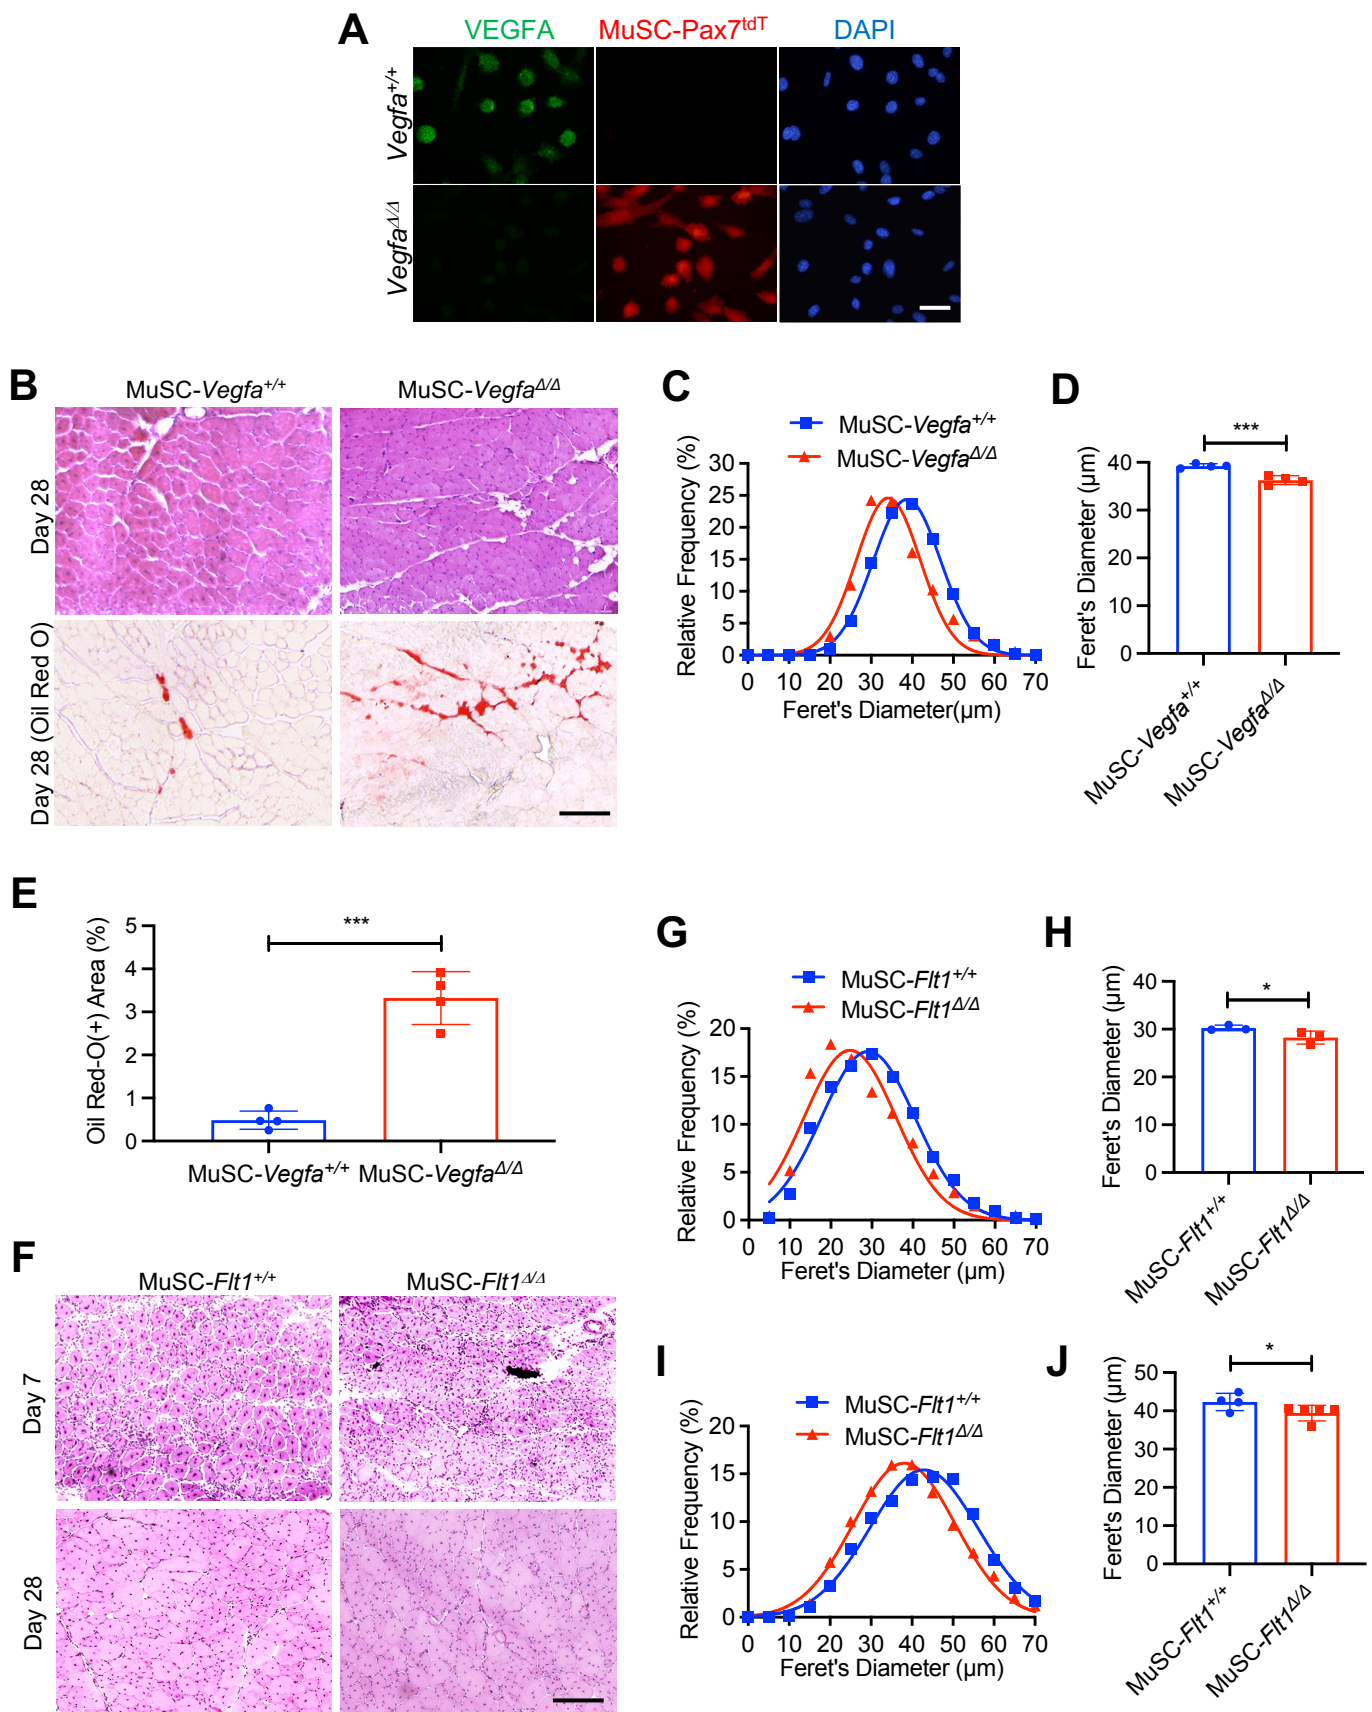 A
VEGFA
MuSC-Pax7tdT
DAPI
Vegfa+/+
VegfaΔ/Δ
B
MuSC-Vegfa+/+
MuSC-VegfaΔ/Δ
Day 28
Day 28 (Oil Red O)
C
MuSC-Vegfa+/+
MuSC-VegfaΔ/Δ
Relative Frequency (%)
30
25
20
15
10
5
0
0 10 20 30 40 50 60 70
Feret's Diameter(µm)
D
***
Feret's Diameter (µm)
40
30
20
10
0
MuSC-Vegfa+/+
MuSC-VegfaΔ/Δ
E
***
Oil Red-O(+) Area (%)
5
4
3
2
1
0
MuSC-Vegfa+/+ MuSC-VegfaΔ/Δ
F
MuSC-Flt1+/+
MuSC-Flt1Δ/Δ
Day 7
Day 28
G
MuSC-Flt1+/+
MuSC-Flt1Δ/Δ
Relative Frequency (%)
20
15
10
5
0
0 10 20 30 40 50 60 70
Feret's Diameter (µm)
H
*
Feret's Diameter (µm)
40
30
20
10
0
MuSC-Flt1+/+
MuSC-Flt1Δ/Δ
I
MuSC-Flt1+/+
MuSC-Flt1Δ/Δ
Relative Frequency (%)
20
15
10
5
0
0 10 20 30 40 50 60 70
Feret's Diameter (µm)
J
*
Feret's Diameter (µm)
50
40
30
20
10
0
MuSC-Flt1+/+
MuSC-Flt1Δ/Δ